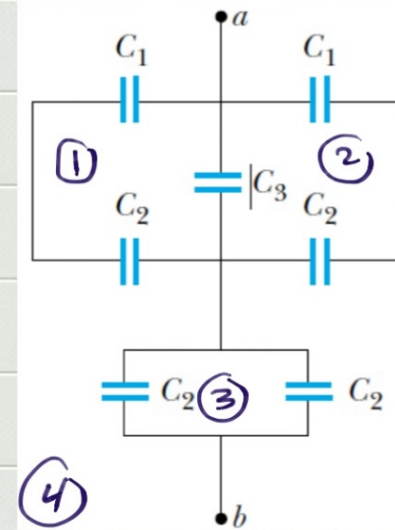 a
C₁ C₁
① ②
C₃
C₂ C₂
C₂ ③ C₂
④
b